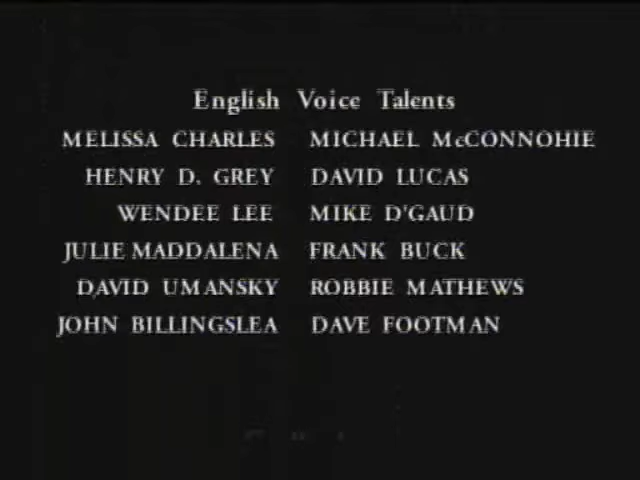 English Voice Talents
MELISSA CHARLES MICHAEL McCONNOHIE
HENRY D. GREY DAVID LUCAS
WENDEE LEE MIKE D'GAUD
JULIE MADDALENA FRANK BUCK
DAVID UMANSKY ROBBIE MATHEWS
JOHN BILLINGSLEA DAVE FOOTMAN